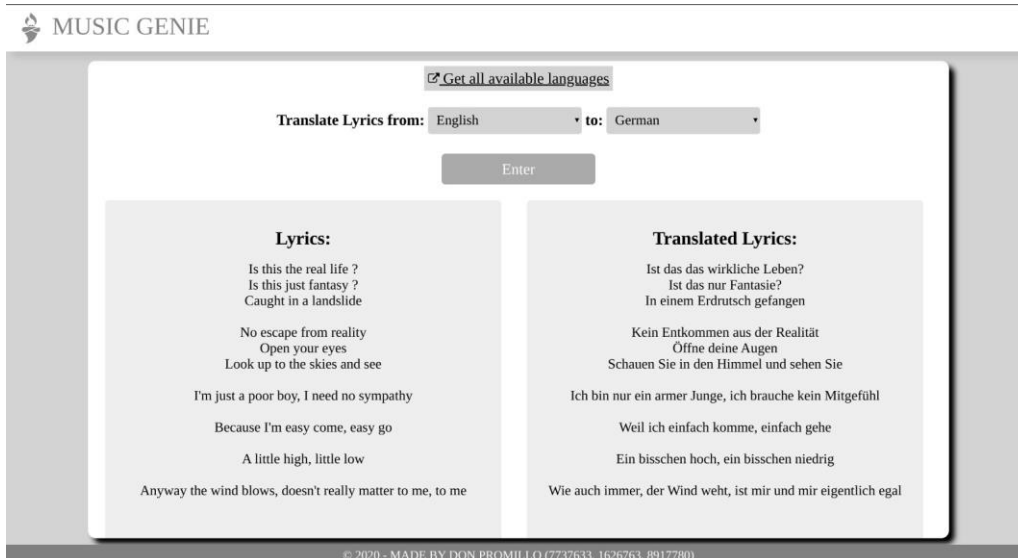 MUSIC GENIE
Get all available languages
Translate Lyrics from: English to: German
Enter
Lyrics:
Is this the real life ?
Is this just fantasy ?
Caught in a landslide
No escape from reality
Open your eyes
Look up to the skies and see
I'm just a poor boy, I need no sympathy
Because I'm easy come, easy go
A little high, little low
Anyway the wind blows, doesn't really matter to me, to me
Translated Lyrics:
Ist das das wirkliche Leben?
Ist das nur Fantasie?
In einem Erdrutsch gefangen
Kein Entkommen aus der Realität
Öffne deine Augen
Schauen Sie in den Himmel und sehen Sie
Ich bin nur ein armer Junge, ich brauche kein Mitgefühl
Weil ich einfach komme, einfach gehe
Ein bisschen hoch, ein bisschen niedrig
Wie auch immer, der Wind weht, ist mir und mir eigentlich egal
© 2020 - MADE BY DON PROMILLO (7737633, 1626763, 8917780)